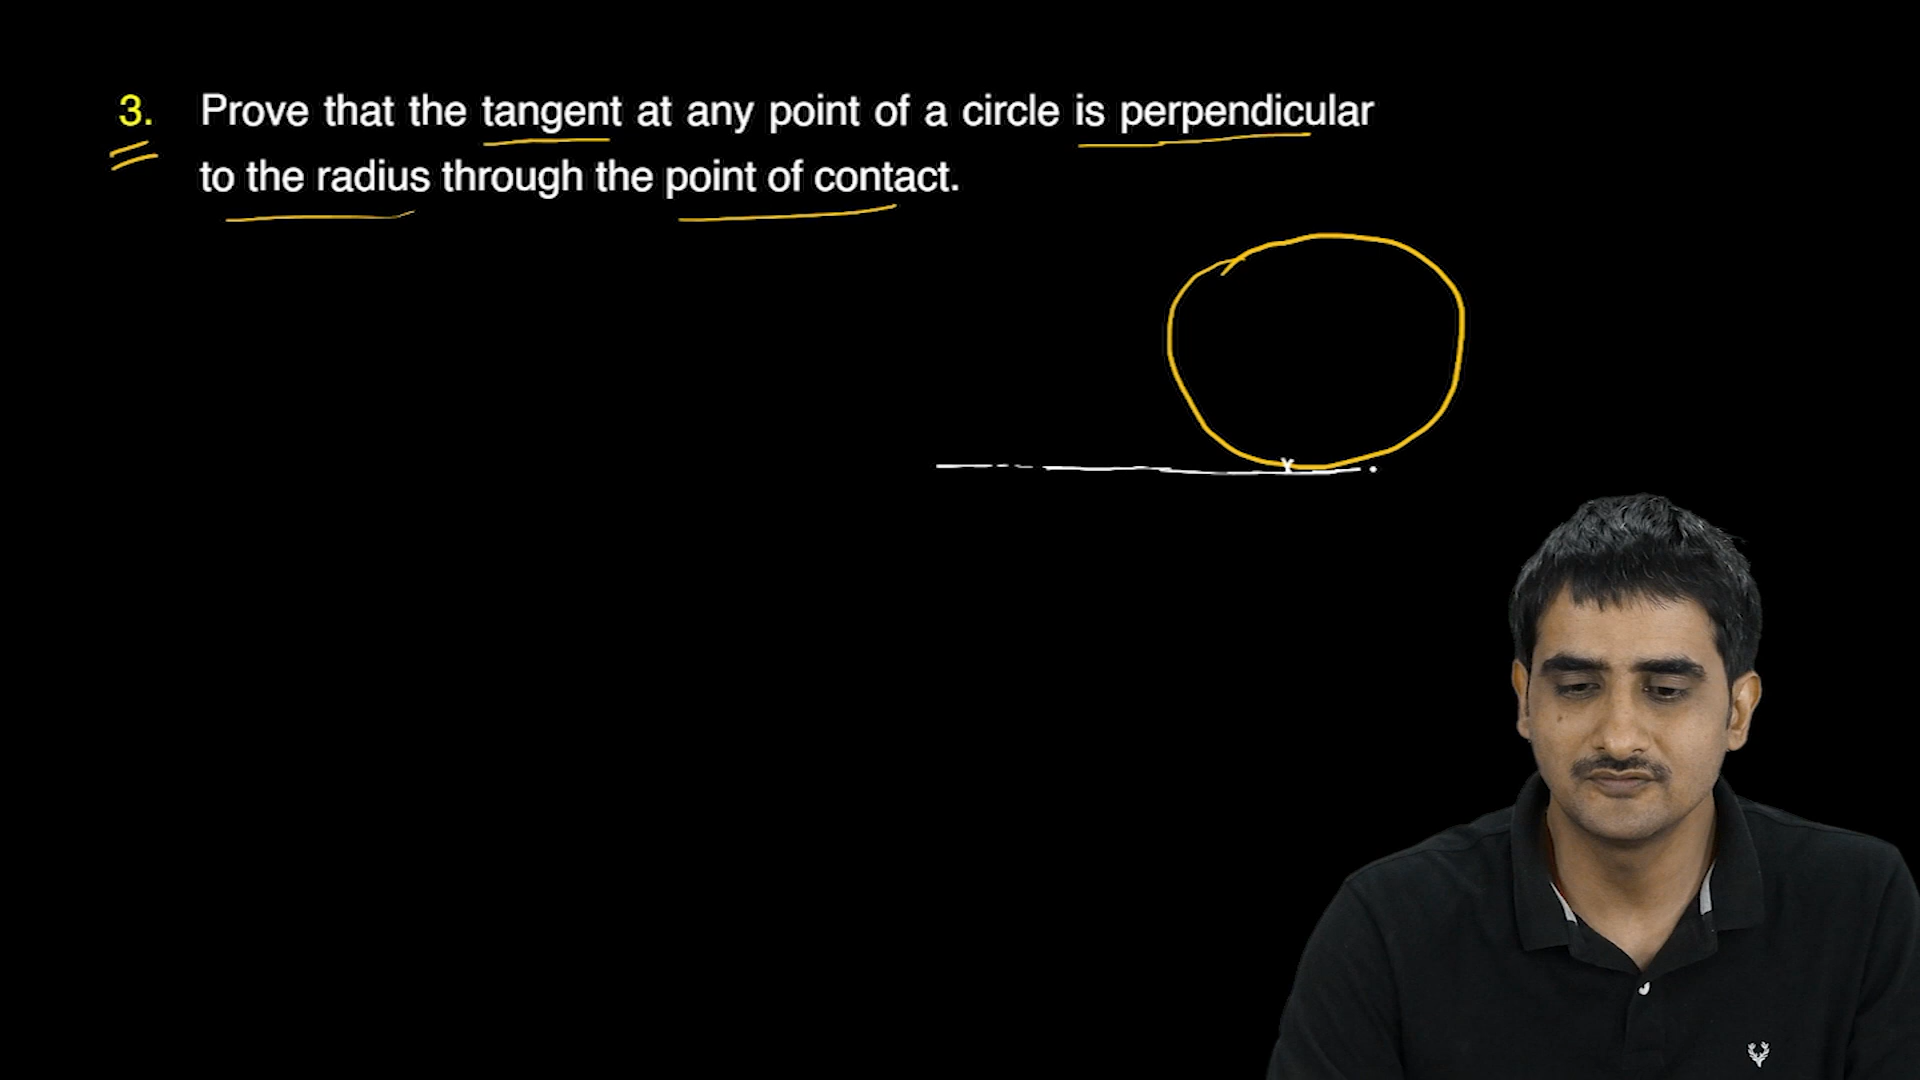 3. Prove that the tangent at any point of a circle is perpendicular
to the radius through the point of contact.